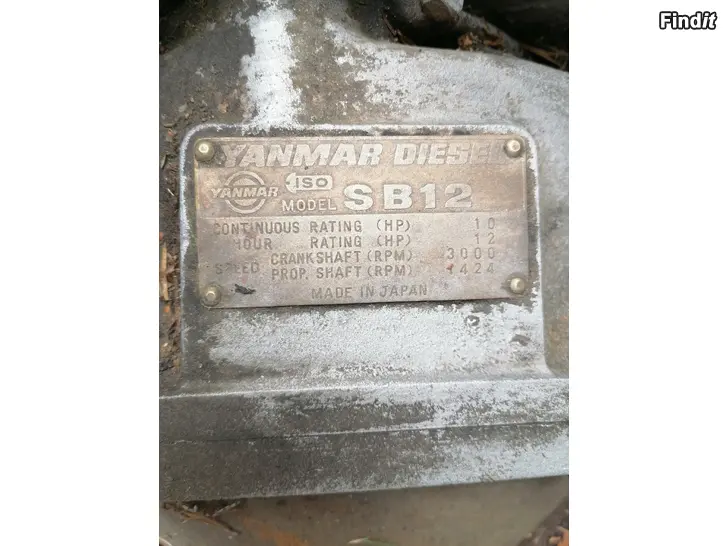 Findit
YANMAR DIESEL
YANMAR
ISO
MODEL SB12
CONTINUOUS RATING (HP) 10
HOUR RATING (HP) 12
SPEED
CRANKSHAFT (RPM) 3000
PROP. SHAFT (RPM) 1424
MADE IN JAPAN